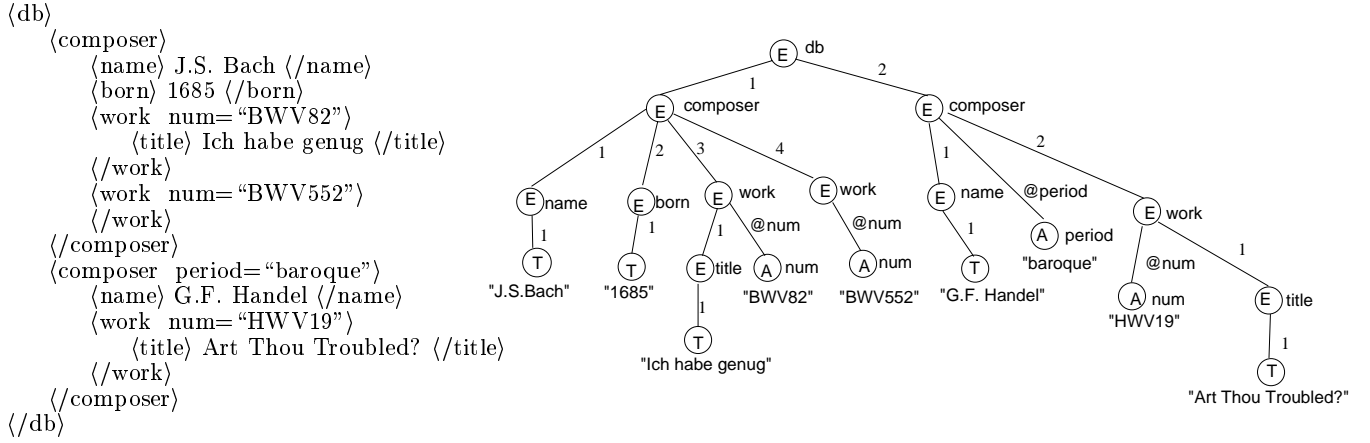 ⟨db⟩
⟨composer⟩
⟨name⟩ J.S. Bach ⟨/name⟩
⟨born⟩ 1685 ⟨/born⟩
⟨work num=“BWV82”⟩
⟨title⟩ Ich habe genug ⟨/title⟩
⟨/work⟩
⟨work num=“BWV552”⟩
⟨/work⟩
⟨/composer⟩
⟨composer period=“baroque”⟩
⟨name⟩ G.F. Handel ⟨/name⟩
⟨work num=“HWV19”⟩
⟨title⟩ Art Thou Troubled? ⟨/title⟩
⟨/work⟩
⟨/composer⟩
⟨/db⟩
E db
1 2
E composer E composer
1 2 3 4 1 @period 2
E name E born E work E work E name A period E work
"baroque"
1 1 1 @num @num 1 @num 1
T T E title A num A num T A num E title
"J.S.Bach" "1685" "BWV82" "BWV552" "G.F. Handel" "HWV19"
1 1
T T
"Ich habe genug" "Art Thou Troubled?"